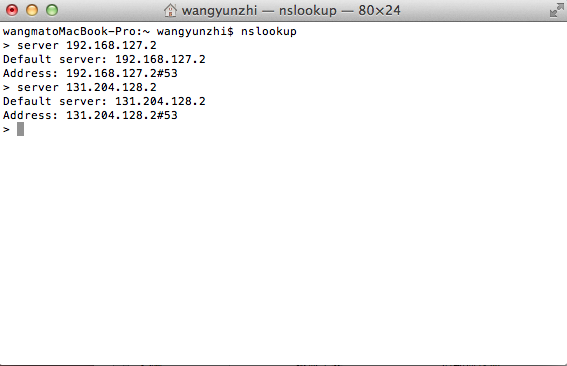 wangyunzhi — nslookup — 80×24
wangmatoMacBook-Pro:~ wangyunzhi$ nslookup
> server 192.168.127.2
Default server: 192.168.127.2
Address: 192.168.127.2#53
> server 131.204.128.2
Default server: 131.204.128.2
Address: 131.204.128.2#53
>